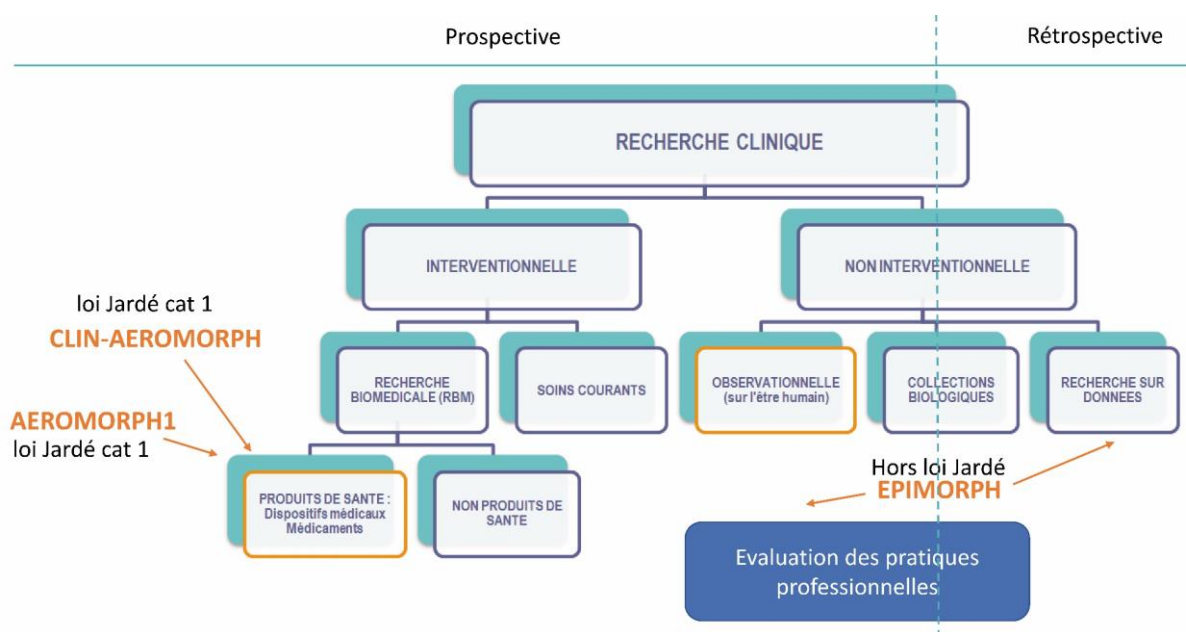 Prospective
Rétrospective
RECHERCHE CLINIQUE
INTERVENTIONNELLE
NON INTERVENTIONNELLE
loi Jardé cat 1
CLIN-AEROMORPH
RECHERCHE
BIOMEDICALE (RBM)
SOINS COURANTS
OBSERVATIONNELLE
(sur l'être humain)
COLLECTIONS
BIOLOGIQUES
RECHERCHE SUR
DONNEES
AEROMORPH1
loi Jardé cat 1
PRODUITS DE SANTE :
Dispositifs médicaux
Médicaments
NON PRODUITS DE
SANTE
Hors loi Jardé
EPIMORPH
Evaluation des pratiques
professionnelles